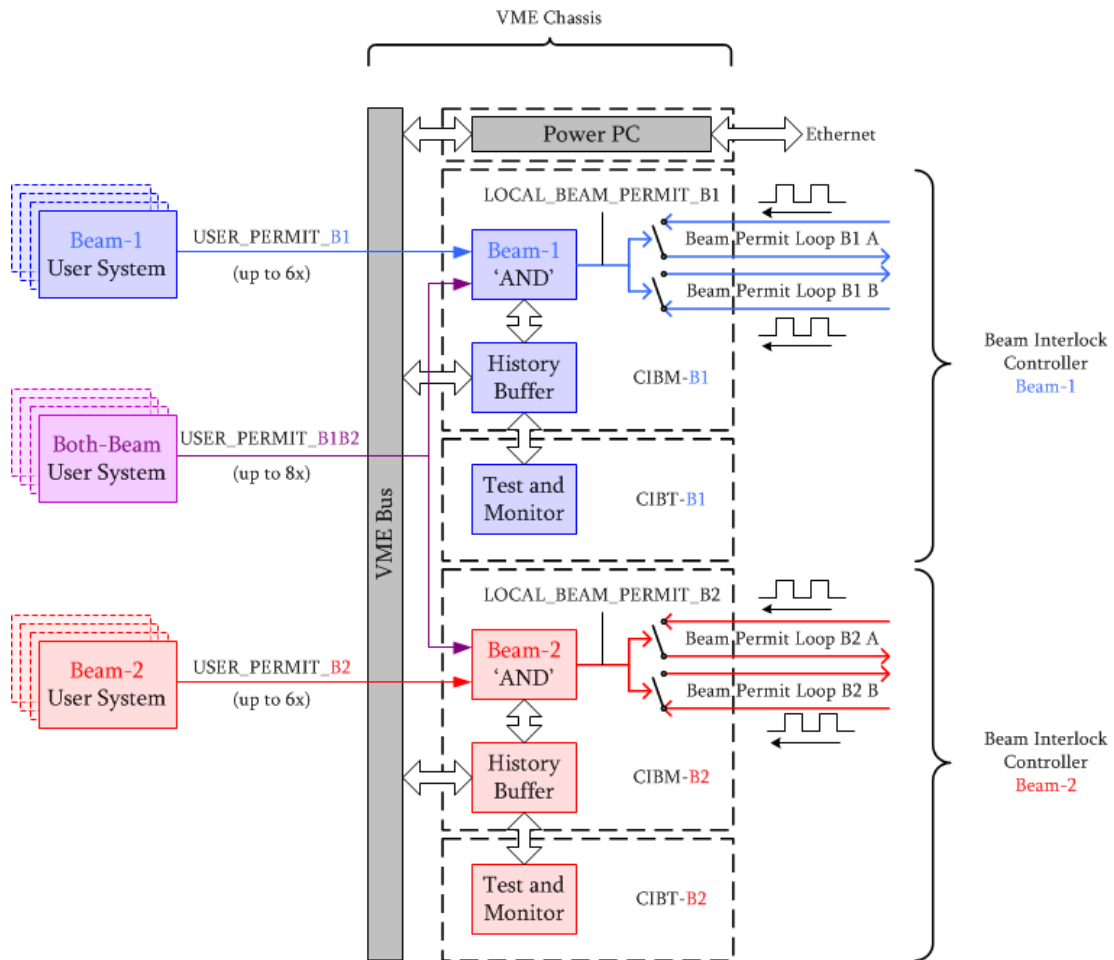 VME Chassis
Power PC
Ethernet
LOCAL_BEAM_PERMIT_B1
Beam-1
User System
USER_PERMIT_B1
(up to 6x)
Beam-1
‘AND’
Beam Permit Loop B1 A
Beam Permit Loop B1 B
History
Buffer
CIBM-B1
Beam Interlock
Controller
Beam-1
Both-Beam
User System
USER_PERMIT_B1B2
(up to 8x)
Test and
Monitor
CIBT-B1
VME Bus
LOCAL_BEAM_PERMIT_B2
Beam-2
User System
USER_PERMIT_B2
(up to 6x)
Beam-2
‘AND’
Beam Permit Loop B2 A
Beam Permit Loop B2 B
History
Buffer
CIBM-B2
Beam Interlock
Controller
Beam-2
Test and
Monitor
CIBT-B2